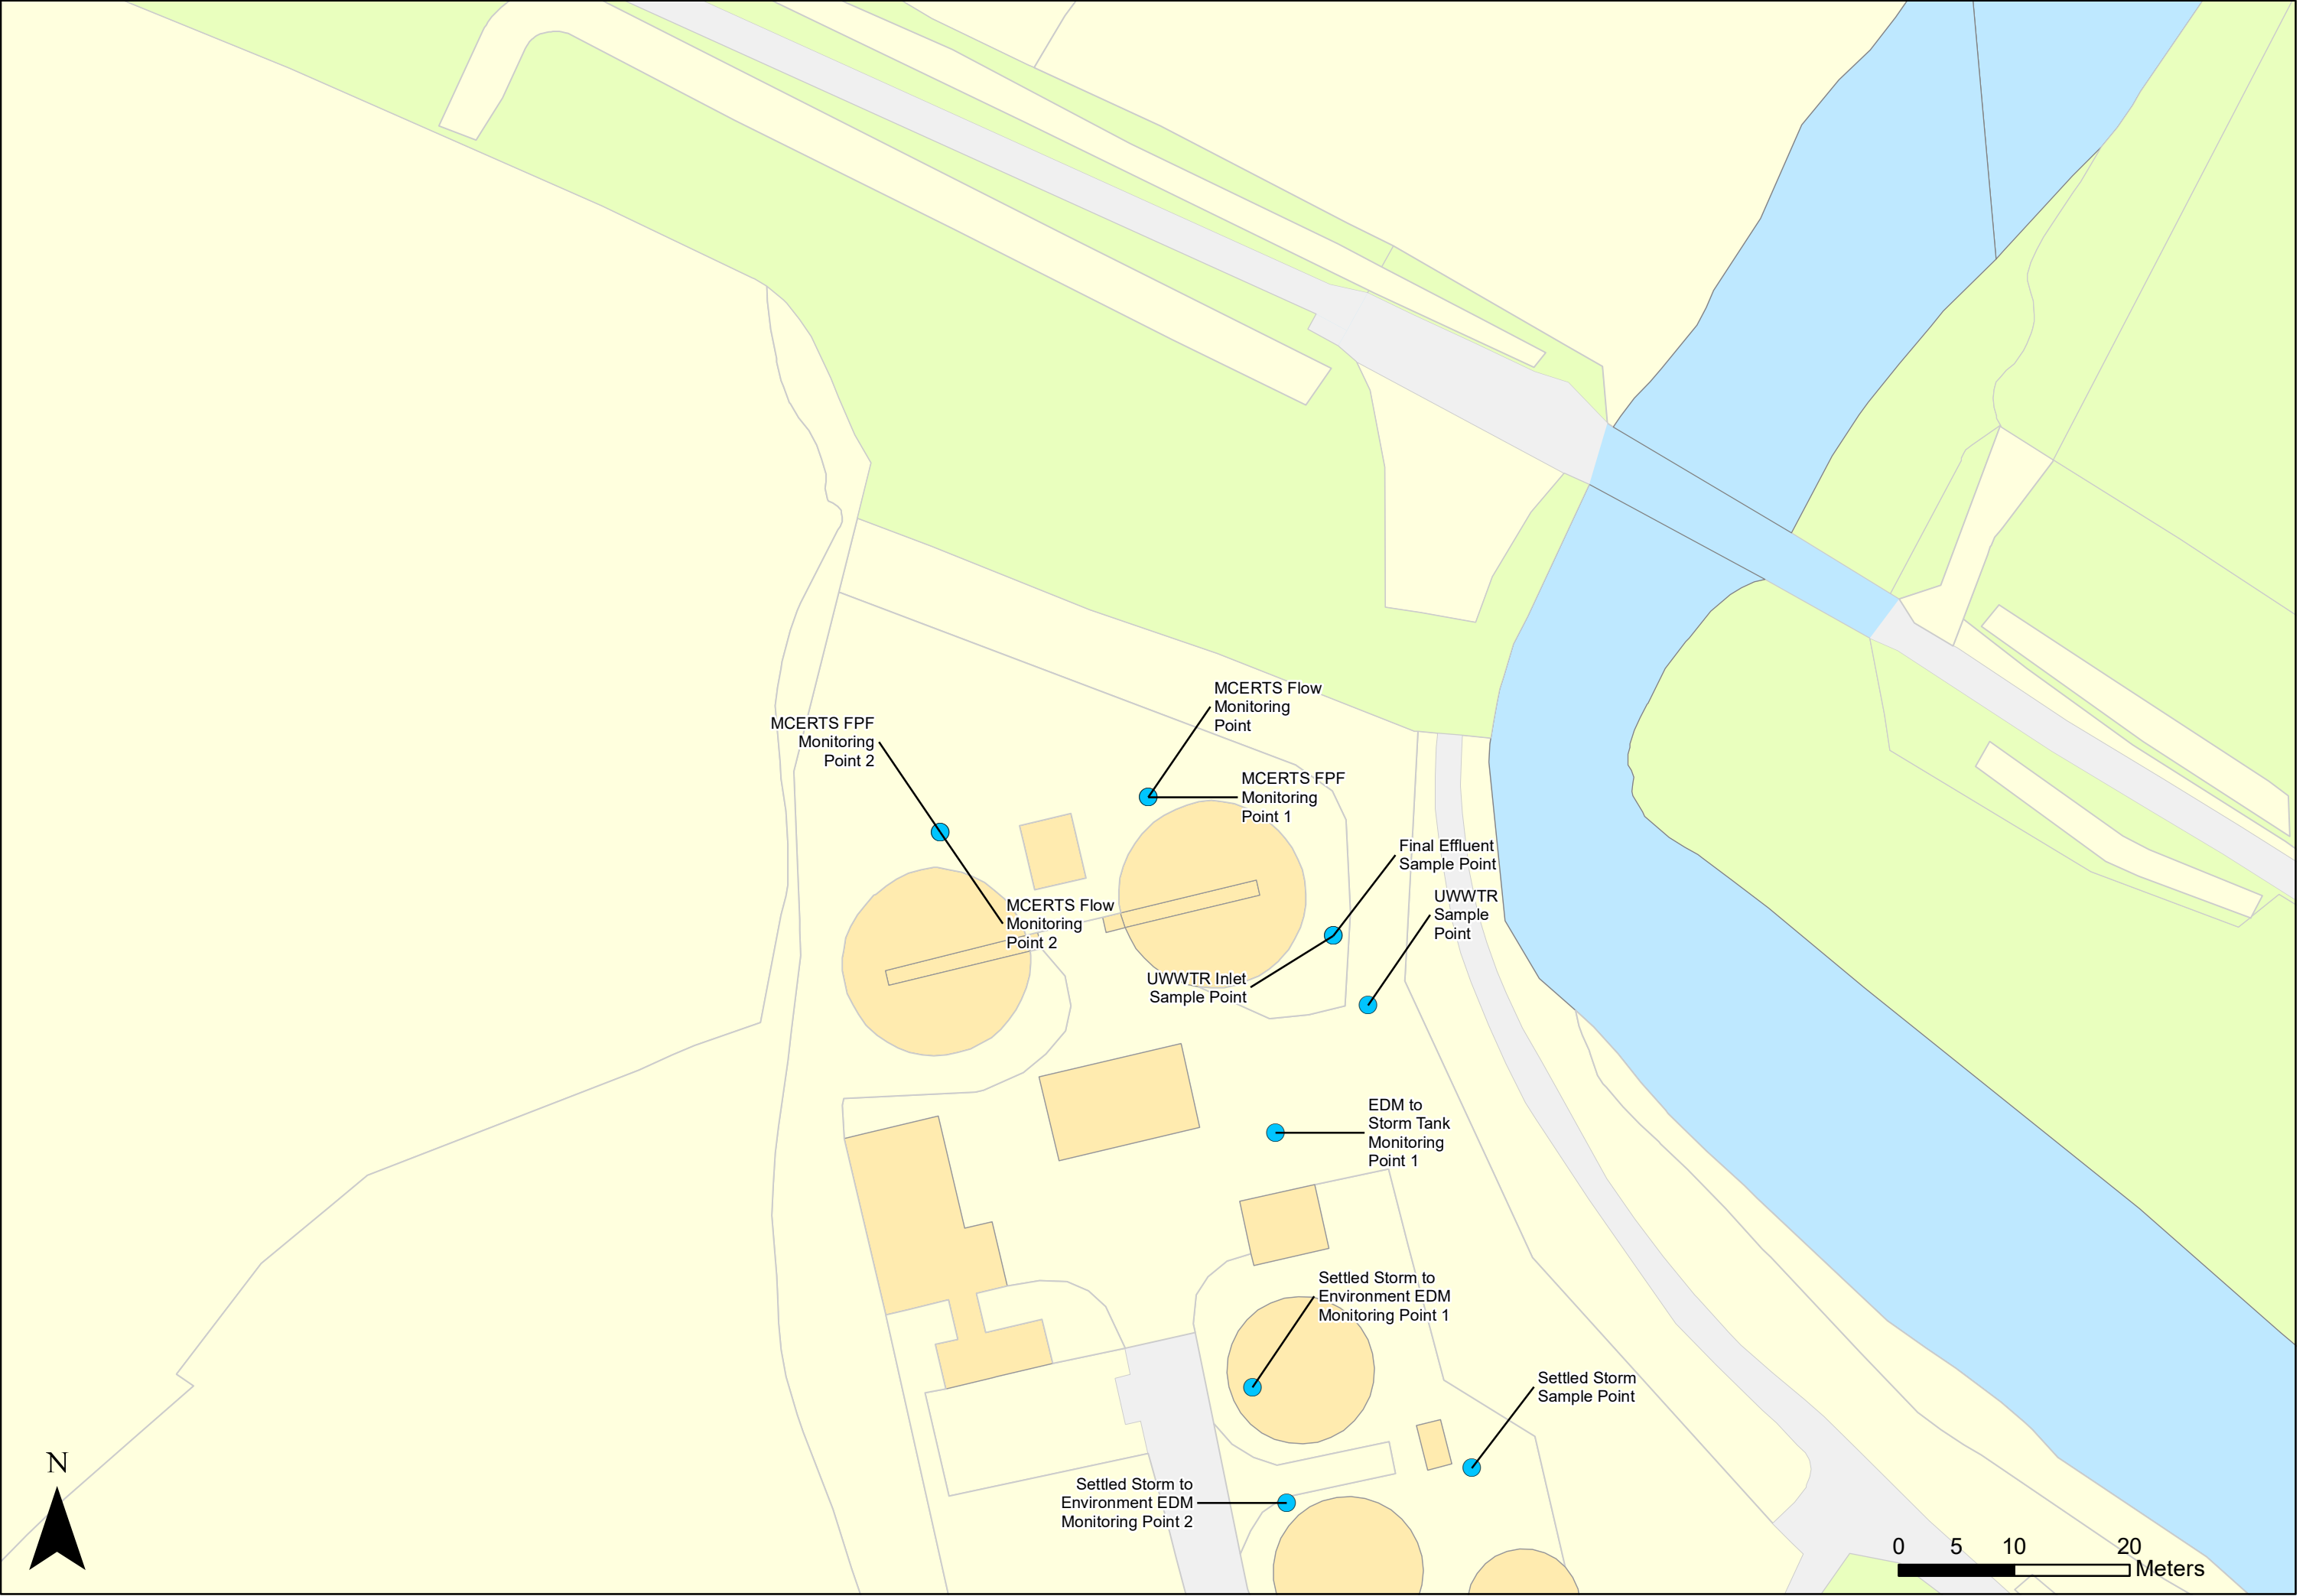 MCERTS Flow
Monitoring
Point
MCERTS FPF
Monitoring
Point 2
MCERTS FPF
Monitoring
Point 1
Final Effluent
Sample Point
UWWTR
Sample
Point
MCERTS Flow
Monitoring
Point 2
UWWTR Inlet
Sample Point
EDM to
Storm Tank
Monitoring
Point 1
Settled Storm to
Environment EDM
Monitoring Point 1
Settled Storm
Sample Point
Settled Storm to
Environment EDM
Monitoring Point 2
N
0 5 10 20
Meters